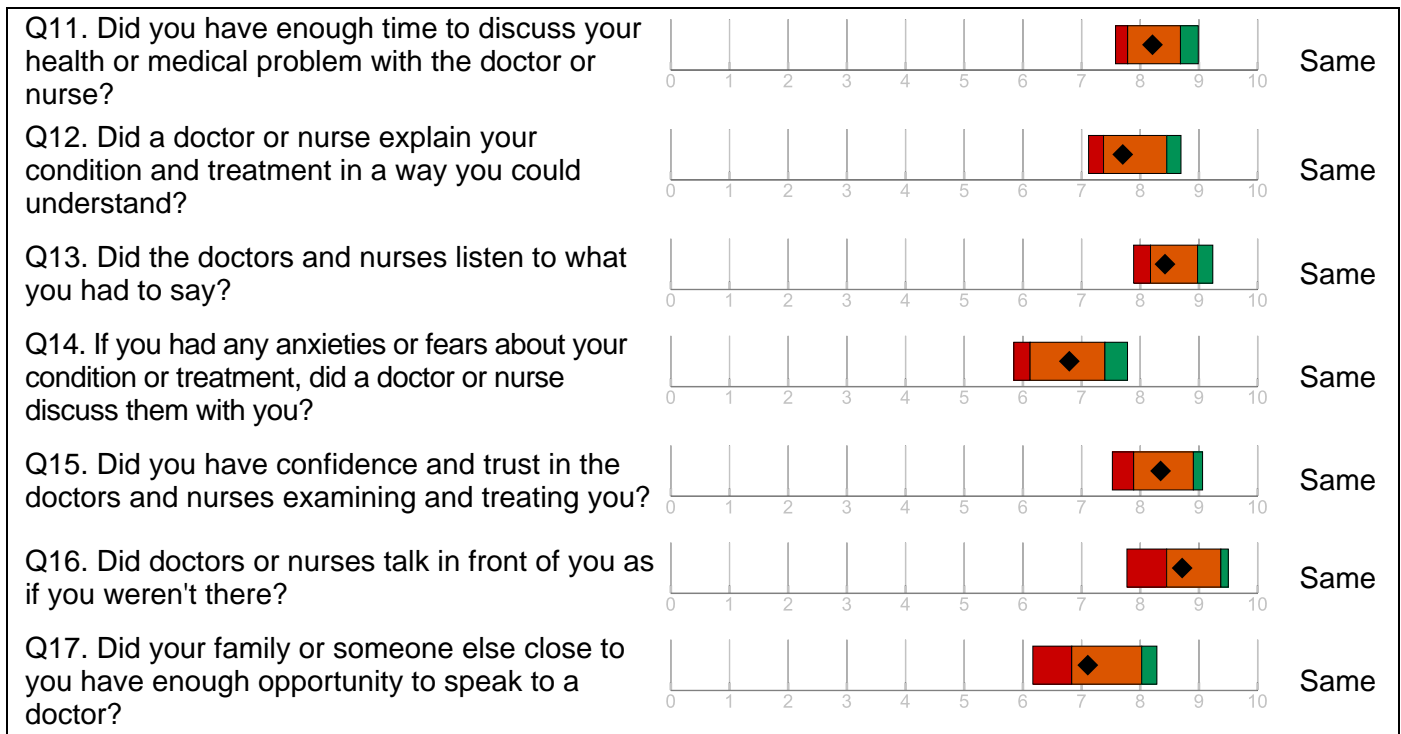 Q11. Did you have enough time to discuss your
health or medical problem with the doctor or
nurse?
0 1 2 3 4 5 6 7 8 9 10
Same
Q12. Did a doctor or nurse explain your
condition and treatment in a way you could
understand?
0 1 2 3 4 5 6 7 8 9 10
Same
Q13. Did the doctors and nurses listen to what
you had to say?
0 1 2 3 4 5 6 7 8 9 10
Same
Q14. If you had any anxieties or fears about your
condition or treatment, did a doctor or nurse
discuss them with you?
0 1 2 3 4 5 6 7 8 9 10
Same
Q15. Did you have confidence and trust in the
doctors and nurses examining and treating you?
0 1 2 3 4 5 6 7 8 9 10
Same
Q16. Did doctors or nurses talk in front of you as
if you weren't there?
0 1 2 3 4 5 6 7 8 9 10
Same
Q17. Did your family or someone else close to
you have enough opportunity to speak to a
doctor?
0 1 2 3 4 5 6 7 8 9 10
Same